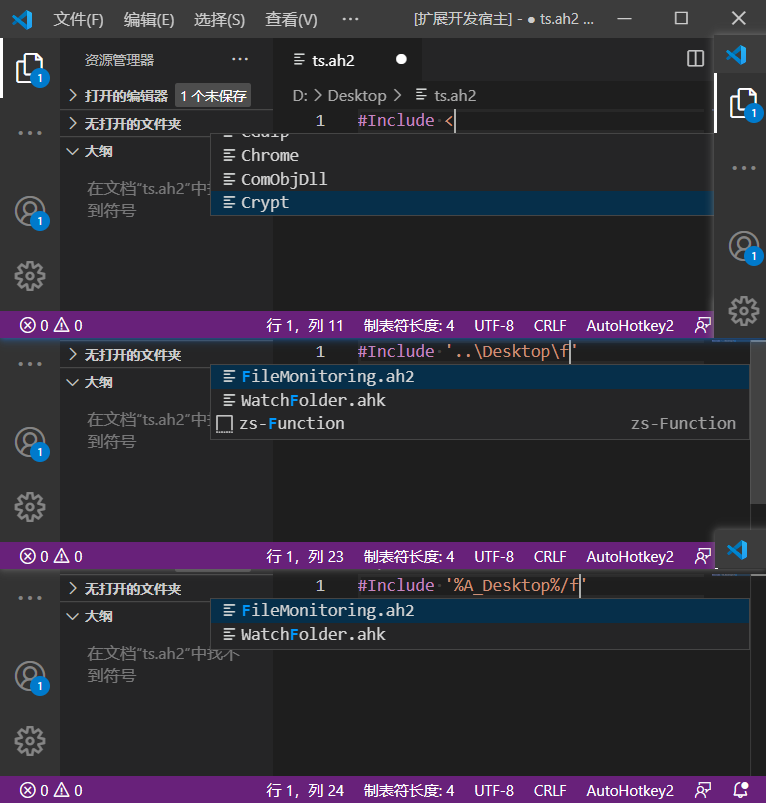 文件(F) 编辑(E) 选择(S) 查看(V) ··· [扩展开发宿主] - ● ts.ah2 ...
资源管理器 ··· ts.ah2 ●
打开的编辑器 1 个未保存 D: > Desktop > ts.ah2
无打开的文件夹 1 #Include <
大纲
Chrome
在文档“ts.ah2”中找
ComObjDll
到符号
Crypt
1
1
1
1
0 0 行 1，列 11 制表符长度: 4 UTF-8 CRLF AutoHotkey2
无打开的文件夹 1 #Include '..\Desktop\f'
大纲 FileMonitoring.ah2
WatchFolder.ahk
在文档“ts.ah2”中找
zs-Function zs-Function
到符号
1
0 0 行 1，列 23 制表符长度: 4 UTF-8 CRLF AutoHotkey2
无打开的文件夹 1 #Include '%A_Desktop%/f'
大纲 FileMonitoring.ah2
WatchFolder.ahk
在文档“ts.ah2”中找不
到符号
1
0 0 行 1，列 24 制表符长度: 4 UTF-8 CRLF AutoHotkey2